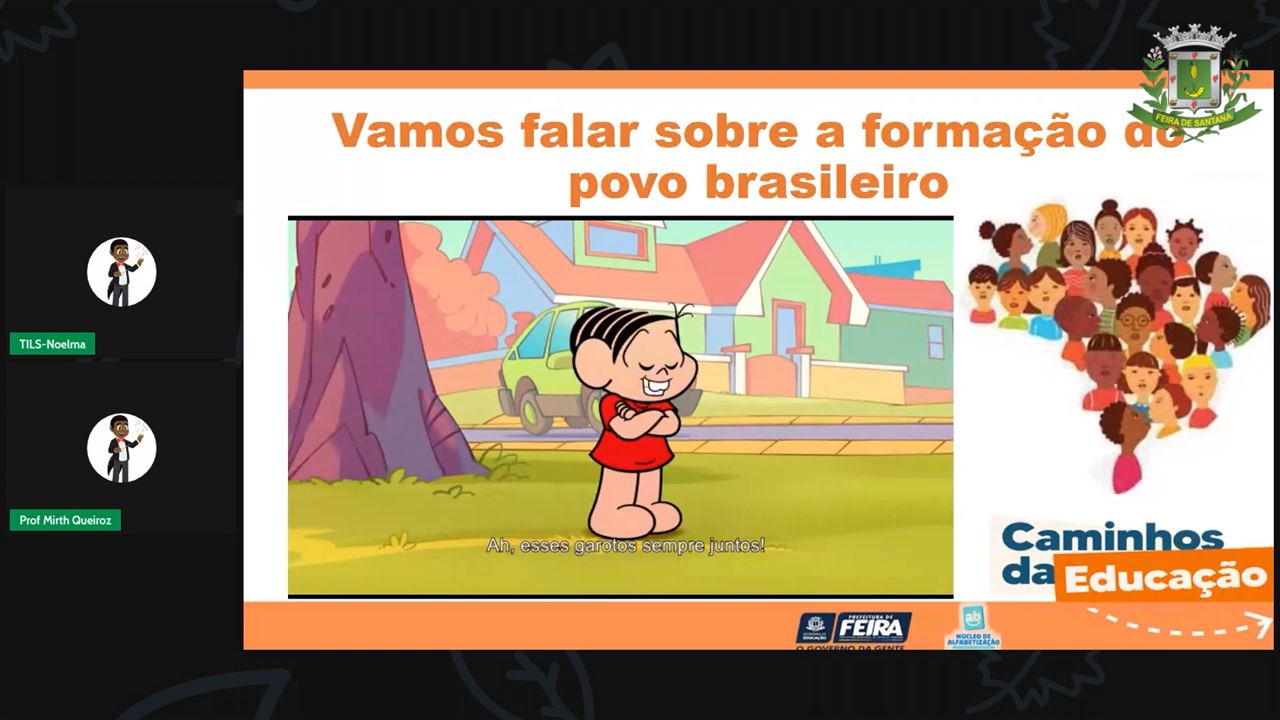 FEIRA DE SANTANA
Vamos falar sobre a formação do
povo brasileiro
TILS-Noelma
Prof Mirth Queiroz
Ah, esses garotos sempre juntos!
Caminhos
da Educação
PREFEITURA DE
FEIRA
O GOVERNO DA GENTE
ab
NÚCLEO DE
ALFABETIZAÇÃO